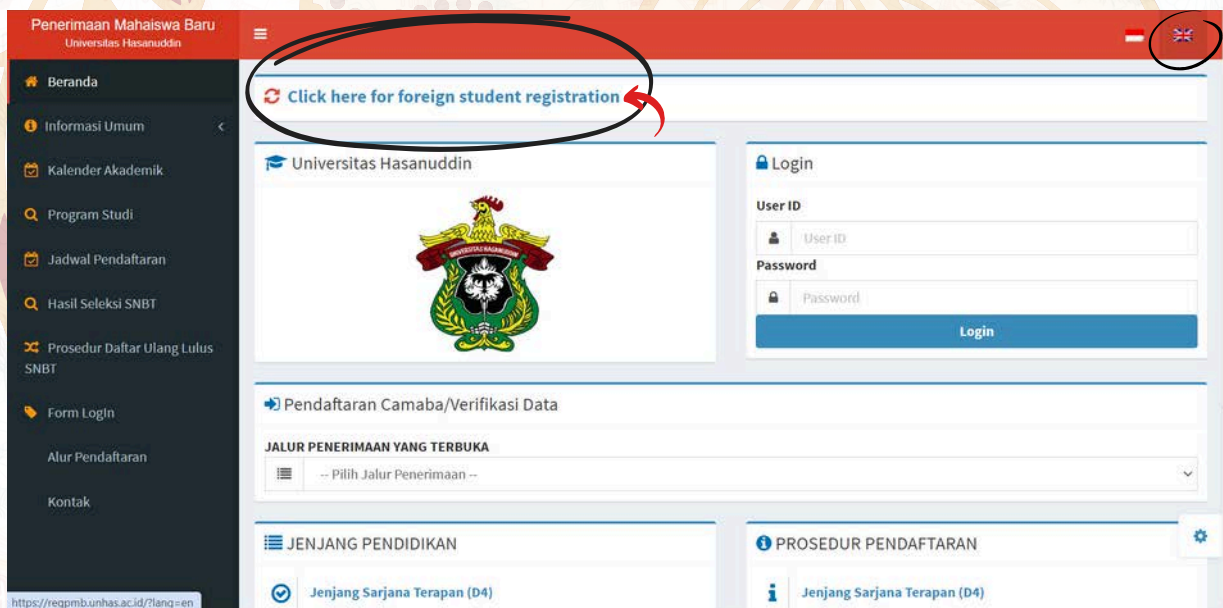 Penerimaan Mahaiswa Baru
Universitas Hasanuddin
Beranda
Informasi Umum
Kalender Akademik
Program Studi
Jadwal Pendaftaran
Hasil Seleksi SNBT
Prosedur Daftar Ulang Lulus
SNBT
Form Login
Alur Pendaftaran
Kontak
https://regpmb.unhas.ac.id/?lang=en
Click here for foreign student registration
Universitas Hasanuddin
UNIVERSITAS HASANUDDIN
Login
User ID
User ID
Password
Password
Login
Pendaftaran Camaba/Verifikasi Data
JALUR PENERIMAAN YANG TERBUKA
-- Pilih Jalur Penerimaan --
JENJANG PENDIDIKAN
Jenjang Sarjana Terapan (D4)
PROSEDUR PENDAFTARAN
Jenjang Sarjana Terapan (D4)